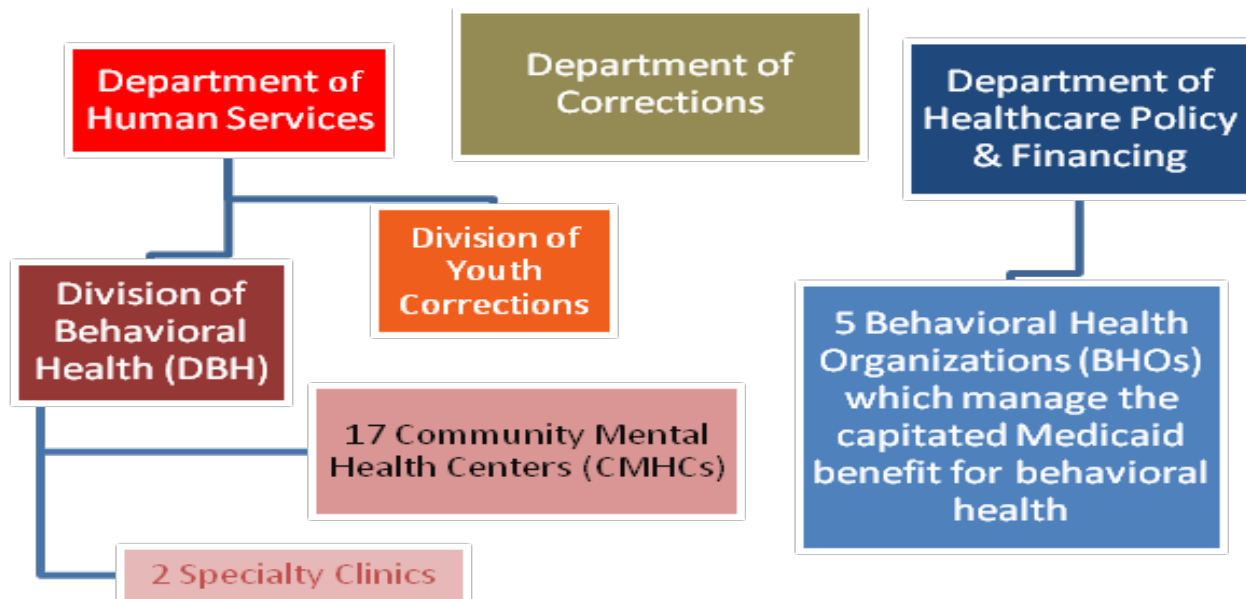 Department of
Human Services
Department of
Corrections
Department of
Healthcare Policy
& Financing
Division of
Youth
Corrections
Division of
Behavioral
Health (DBH)
5 Behavioral Health
Organizations (BHOs)
which manage the
capitated Medicaid
benefit for behavioral
health
17 Community Mental
Health Centers (CMHCs)
2 Specialty Clinics